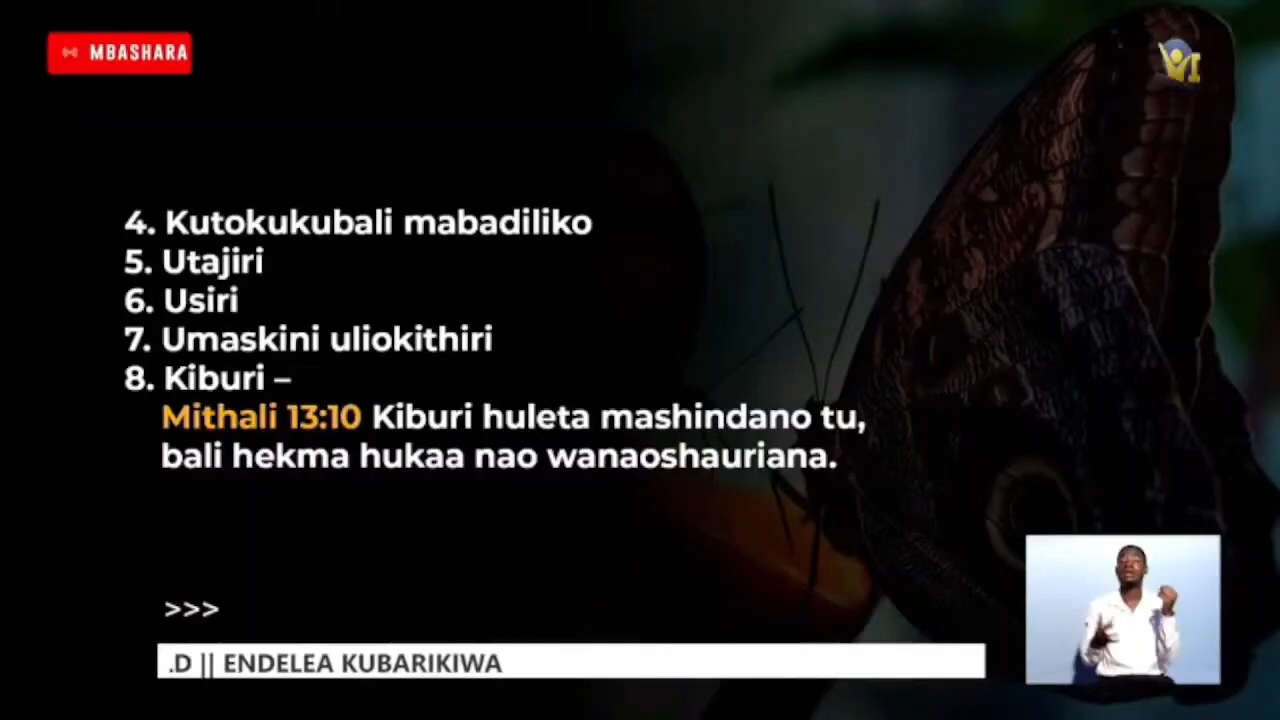 MBASHARA
4. Kutokukubali mabadiliko
5. Utajiri
6. Usiri
7. Umaskini uliokithiri
8. Kiburi –
Mithali 13:10 Kiburi huleta mashindano tu,
bali hekma hukaa nao wanaoshauriana.
>>>
.D || ENDELEA KUBARIKIWA